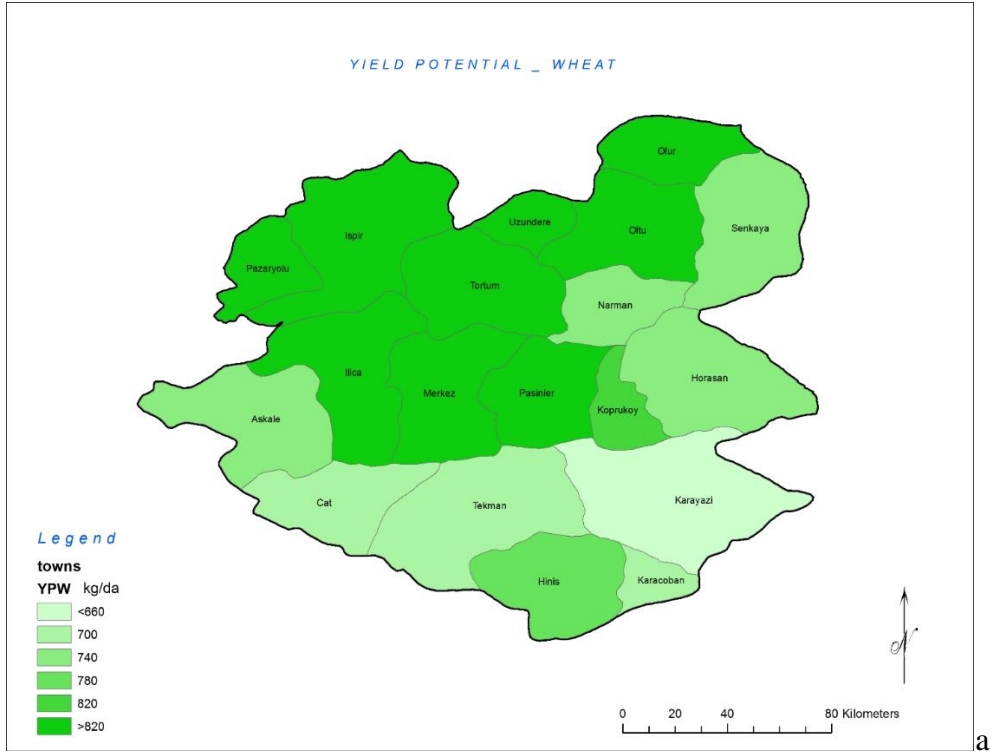 YIELD POTENTIAL _ WHEAT
Olur
Uzundere
Oltu
Senkaya
Ispir
Pazaryolu
Tortum
Narman
Ilica
Merkez
Pasinler
Koprukoy
Horasan
Askale
Cat
Tekman
Karayazi
Hinis
Karacoban
Legend
towns
YPW kg/da
<660
700
740
780
820
>820
N
0 20 40 80 Kilometers
a